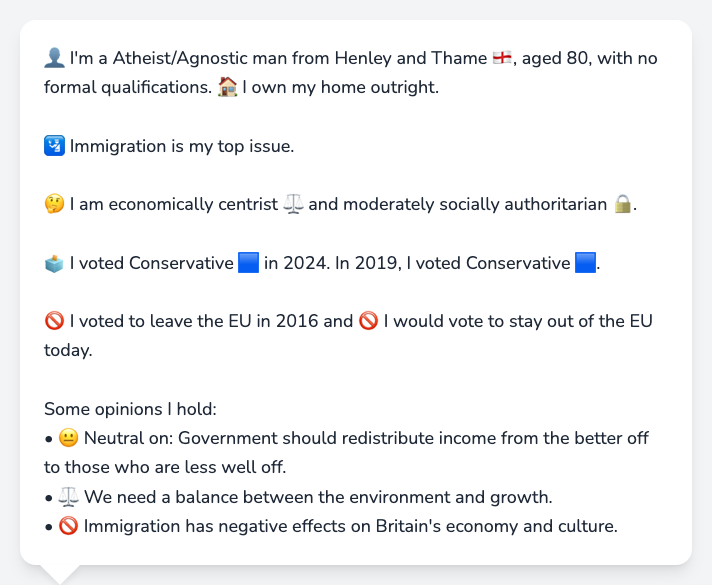 👤 I'm a Atheist/Agnostic man from Henley and Thame 🏴󠁧󠁢󠁥󠁮󠁧󠁿, aged 80, with no
formal qualifications. 🏠 I own my home outright.
🛂 Immigration is my top issue.
🤔 I am economically centrist ⚖️ and moderately socially authoritarian 🔒.
🗳️ I voted Conservative 🟦 in 2024. In 2019, I voted Conservative 🟦.
🚫 I voted to leave the EU in 2016 and 🚫 I would vote to stay out of the EU
today.
Some opinions I hold:
• 😐 Neutral on: Government should redistribute income from the better off
to those who are less well off.
• ⚖️ We need a balance between the environment and growth.
• 🚫 Immigration has negative effects on Britain's economy and culture.